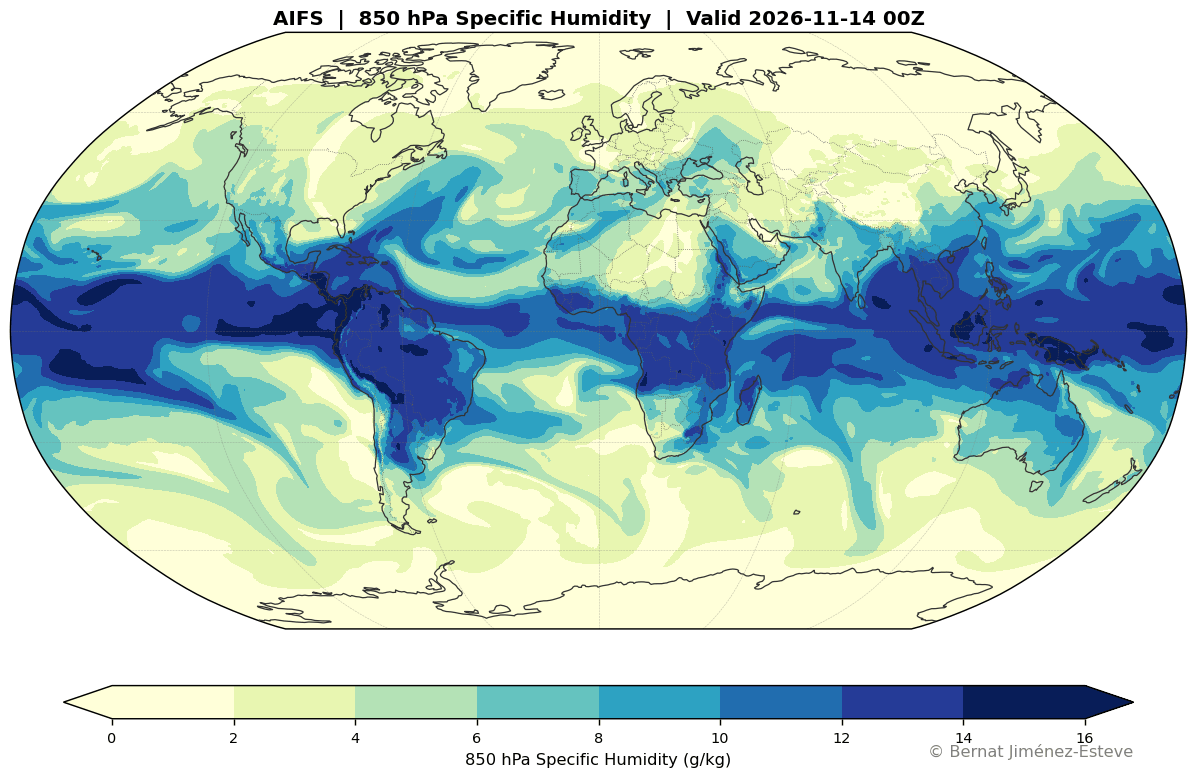 AIFS | 850 hPa Specific Humidity | Valid 2026-11-14 00Z
0 2 4 6 8 10 12 14 16
850 hPa Specific Humidity (g/kg)
© Bernat Jiménez-Esteve